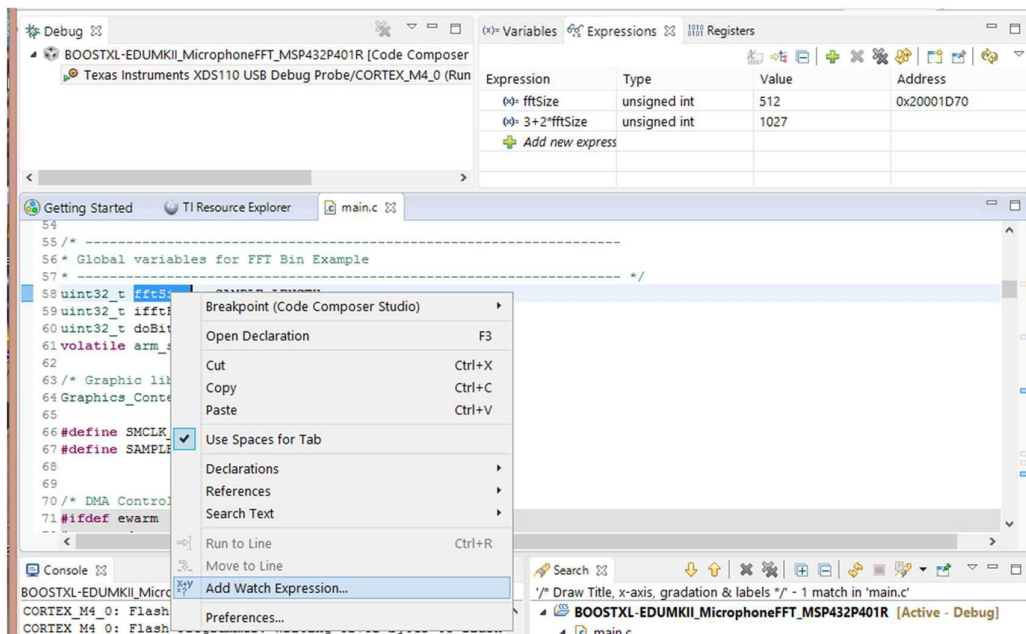 Debug
BOOSTXL-EDUMKII_MicrophoneFFT_MSP432P401R [Code Composer
Texas Instruments XDS110 USB Debug Probe/CORTEX_M4_0 (Run
(x)= Variables Expressions 1010 0101 Registers
Expression Type Value Address
(x)= fftSize unsigned int 512 0x20001D70
(x)= 3+2*fftSize unsigned int 1027
Add new express
Getting Started TI Resource Explorer main.c
54
55 /* ------------------------------------------------------------------
56 * Global variables for FFT Bin Example
57 * ------------------------------------------------------------------- */
58 uint32_t fftSi
59 uint32_t ifft
60 uint32_t doBit
61 volatile arm_
62
63 /* Graphic lib
64 Graphics_Conte
65
66 #define SMCLK_
67 #define SAMPLE
68
69
70 /* DMA Control
71 #ifdef ewarm
Breakpoint (Code Composer Studio)
Open Declaration F3
Cut Ctrl+X
Copy Ctrl+C
Paste Ctrl+V
Use Spaces for Tab
Declarations
References
Search Text
Run to Line Ctrl+R
Move to Line
Add Watch Expression...
Preferences...
Console
BOOSTXL-EDUMKII_Micr
CORTEX_M4_0: Flash
CORTEX_M4_0: Flash
Search
'/* Draw Title, x-axis, gradation & labels */' - 1 match in 'main.c'
BOOSTXL-EDUMKII_MicrophoneFFT_MSP432P401R [Active - Debug]
main.c